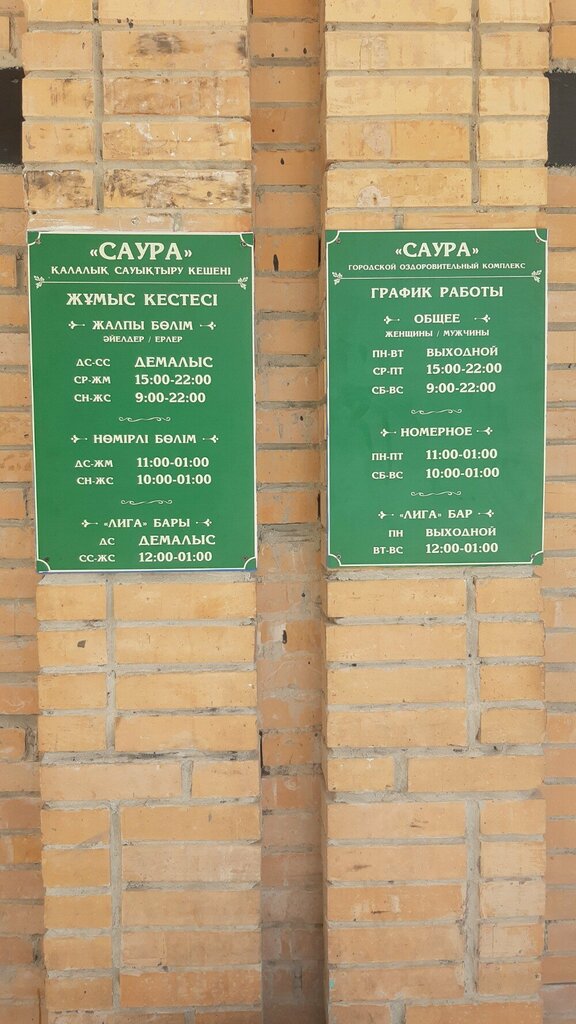 «САУРА»
ҚАЛАЛЫҚ САУЫҚТЫРУ КЕШЕНІ
ЖҰМЫС КЕСТЕСІ
ЖАЛПЫ БӨЛІМ
ӘЙЕЛДЕР / ЕРЛЕР
ДС-СС ДЕМАЛЫС
СР-ЖМ 15:00-22:00
СН-ЖС 9:00-22:00
НӨМІРЛІ БӨЛІМ
ДС-ЖМ 11:00-01:00
СН-ЖС 10:00-01:00
«ЛИГА» БАРЫ
ДС ДЕМАЛЫС
СС-ЖС 12:00-01:00
«САУРА»
ГОРОДСКОЙ ОЗДОРОВИТЕЛЬНЫЙ КОМПЛЕКС
ГРАФИК РАБОТЫ
ОБЩЕЕ
ЖЕНЩИНЫ / МУЖЧИНЫ
ПН-ВТ ВЫХОДНОЙ
СР-ПТ 15:00-22:00
СБ-ВС 9:00-22:00
НОМЕРНОЕ
ПН-ПТ 11:00-01:00
СБ-ВС 10:00-01:00
«ЛИГА» БАР
ПН ВЫХОДНОЙ
ВТ-ВС 12:00-01:00